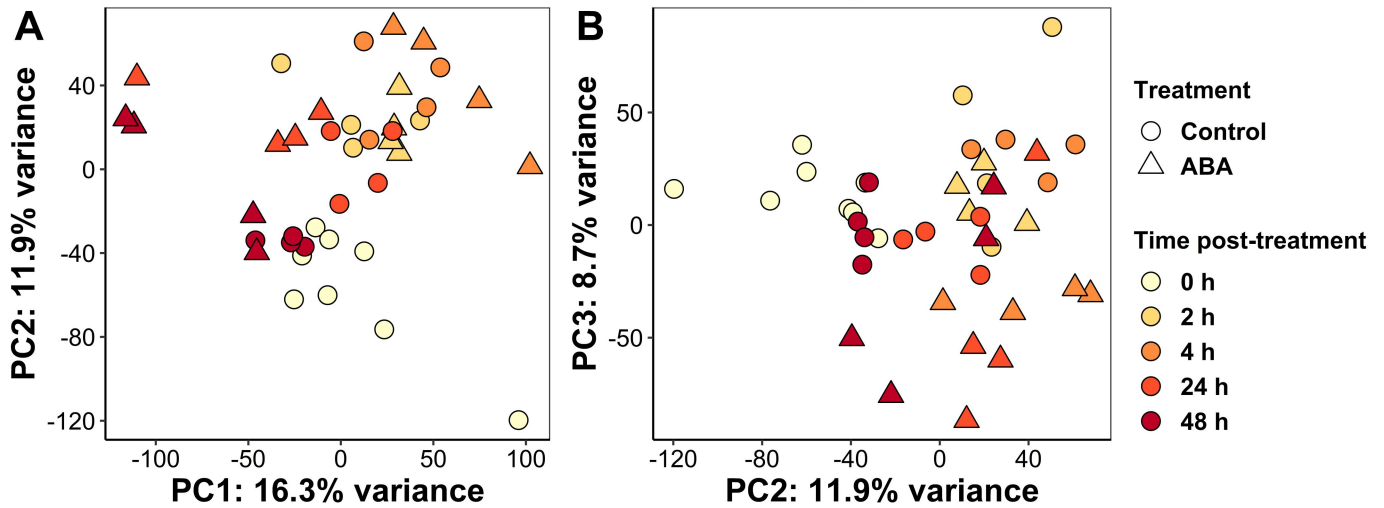 A
PC2: 11.9% variance
40
0
-40
-80
-120
-100
-50
0
50
100
PC1: 16.3% variance
B
PC3: 8.7% variance
50
0
-50
-120
-80
-40
0
40
PC2: 11.9% variance
Treatment
Control
ABA
Time post-treatment
0 h
2 h
4 h
24 h
48 h